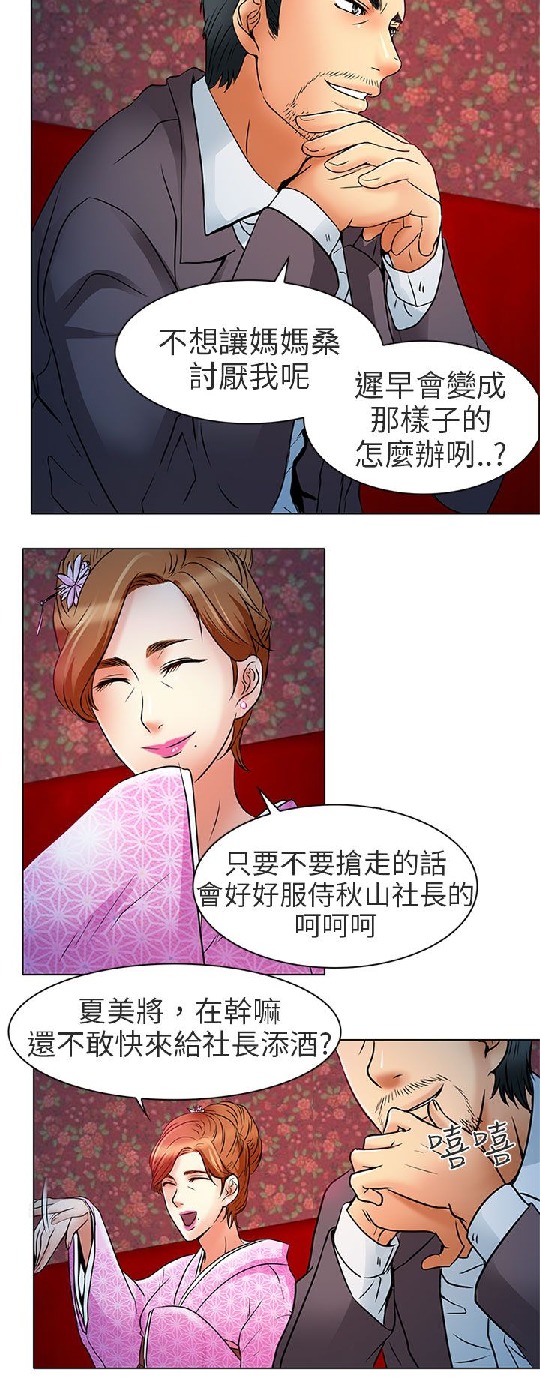 不想讓媽媽桑
討厭我呢
遲早會變成
那樣子的
怎麼辦咧..?
只要不要搶走的話
會好好服侍秋山社長的
呵呵呵
夏美將，在幹嘛
還不敢快來給社長添酒?
嘻嘻